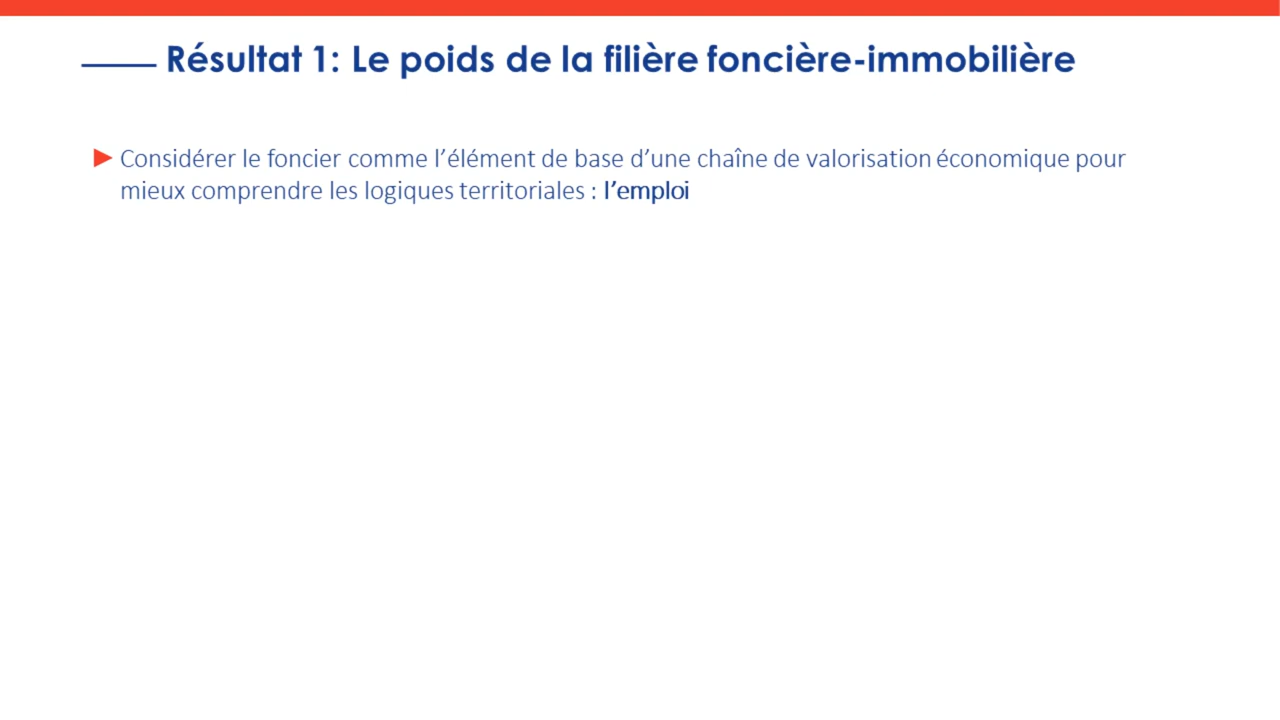 Résultat 1: Le poids de la filière foncière-immobilière
► Considérer le foncier comme l’élément de base d’une chaîne de valorisation économique pour
mieux comprendre les logiques territoriales : l’emploi